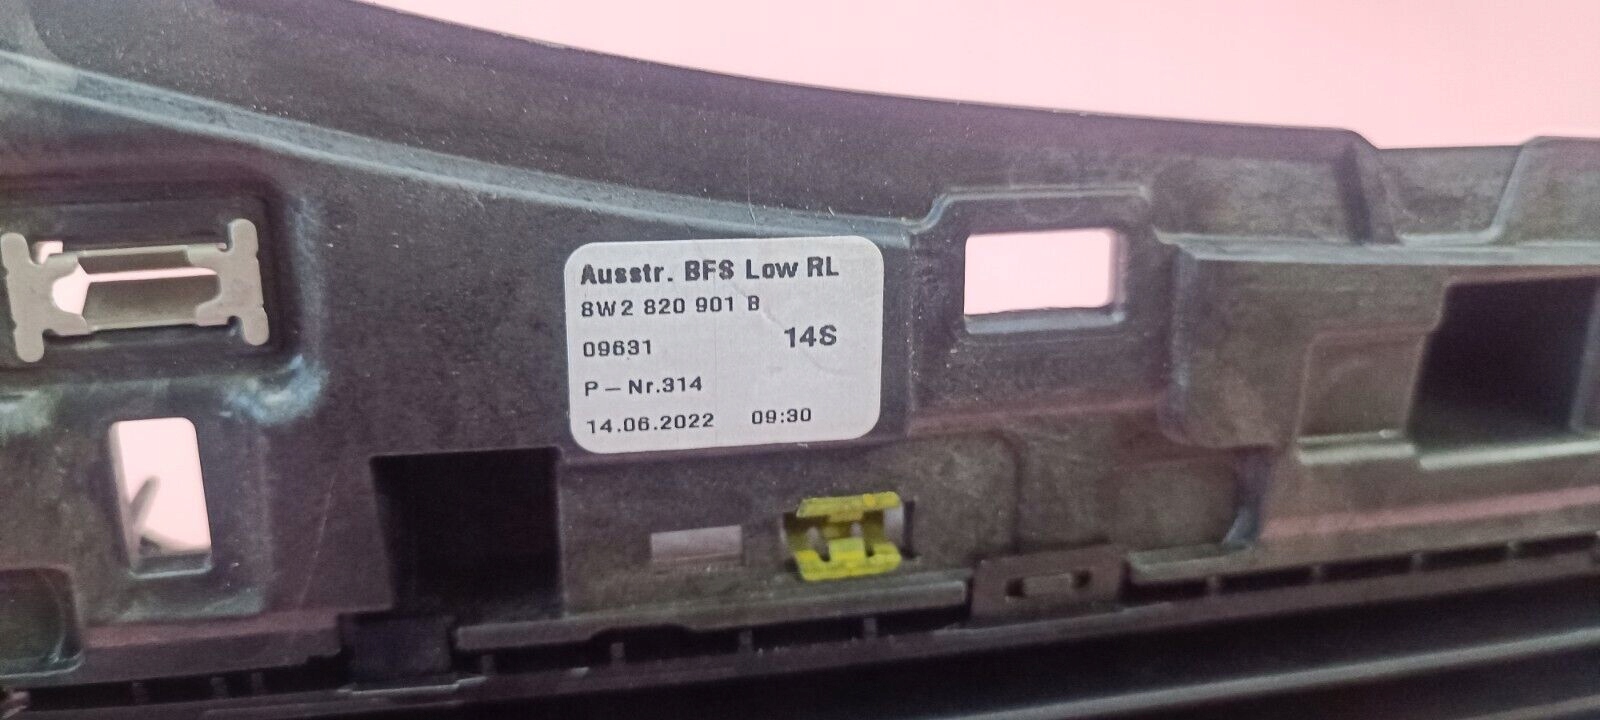 Ausstr. BFS Low RL
8W2 820 901 B
09631 14S
P-Nr.314
14.06.2022 09:30